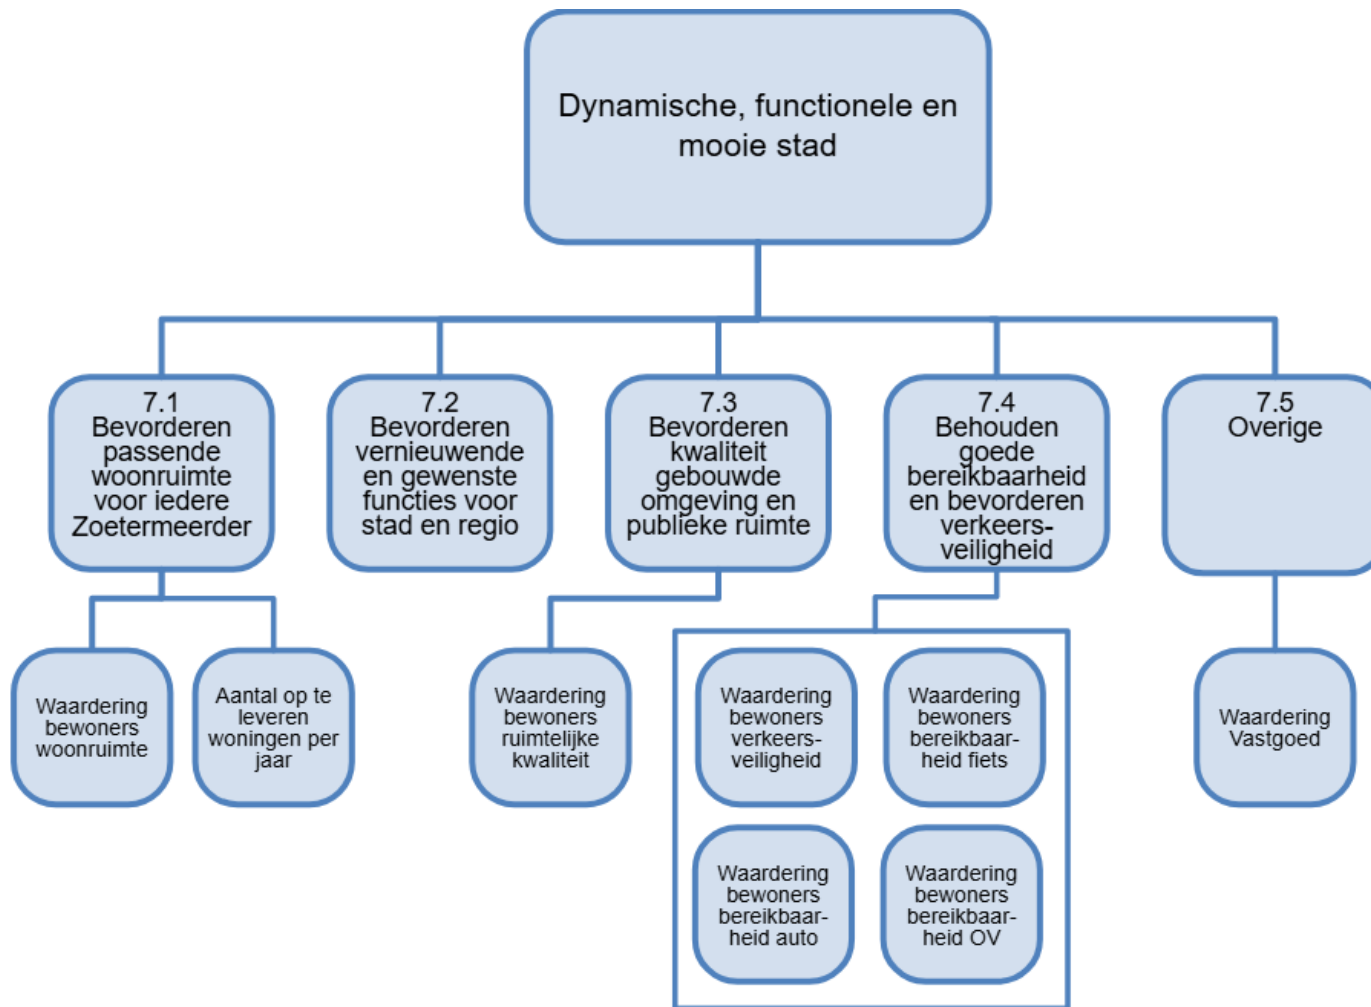 Dynamische, functionele en
mooie stad
7.1
Bevorderen
passende
woonruimte
voor iedere
Zoetermeerder
7.2
Bevorderen
vernieuwende
en gewenste
functies voor
stad en regio
7.3
Bevorderen
kwaliteit
gebouwde
omgeving en
publieke ruimte
7.4
Behouden
goede
bereikbaarheid
en bevorderen
verkeers-
veiligheid
7.5
Overige
Waardering
bewoners
woonruimte
Aantal op te
leveren
woningen per
jaar
Waardering
bewoners
ruimtelijke
kwaliteit
Waardering
bewoners
verkeers-
veiligheid
Waardering
bewoners
bereikbaar-
heid fiets
Waardering
bewoners
bereikbaar-
heid auto
Waardering
bewoners
bereikbaar-
heid OV
Waardering
Vastgoed